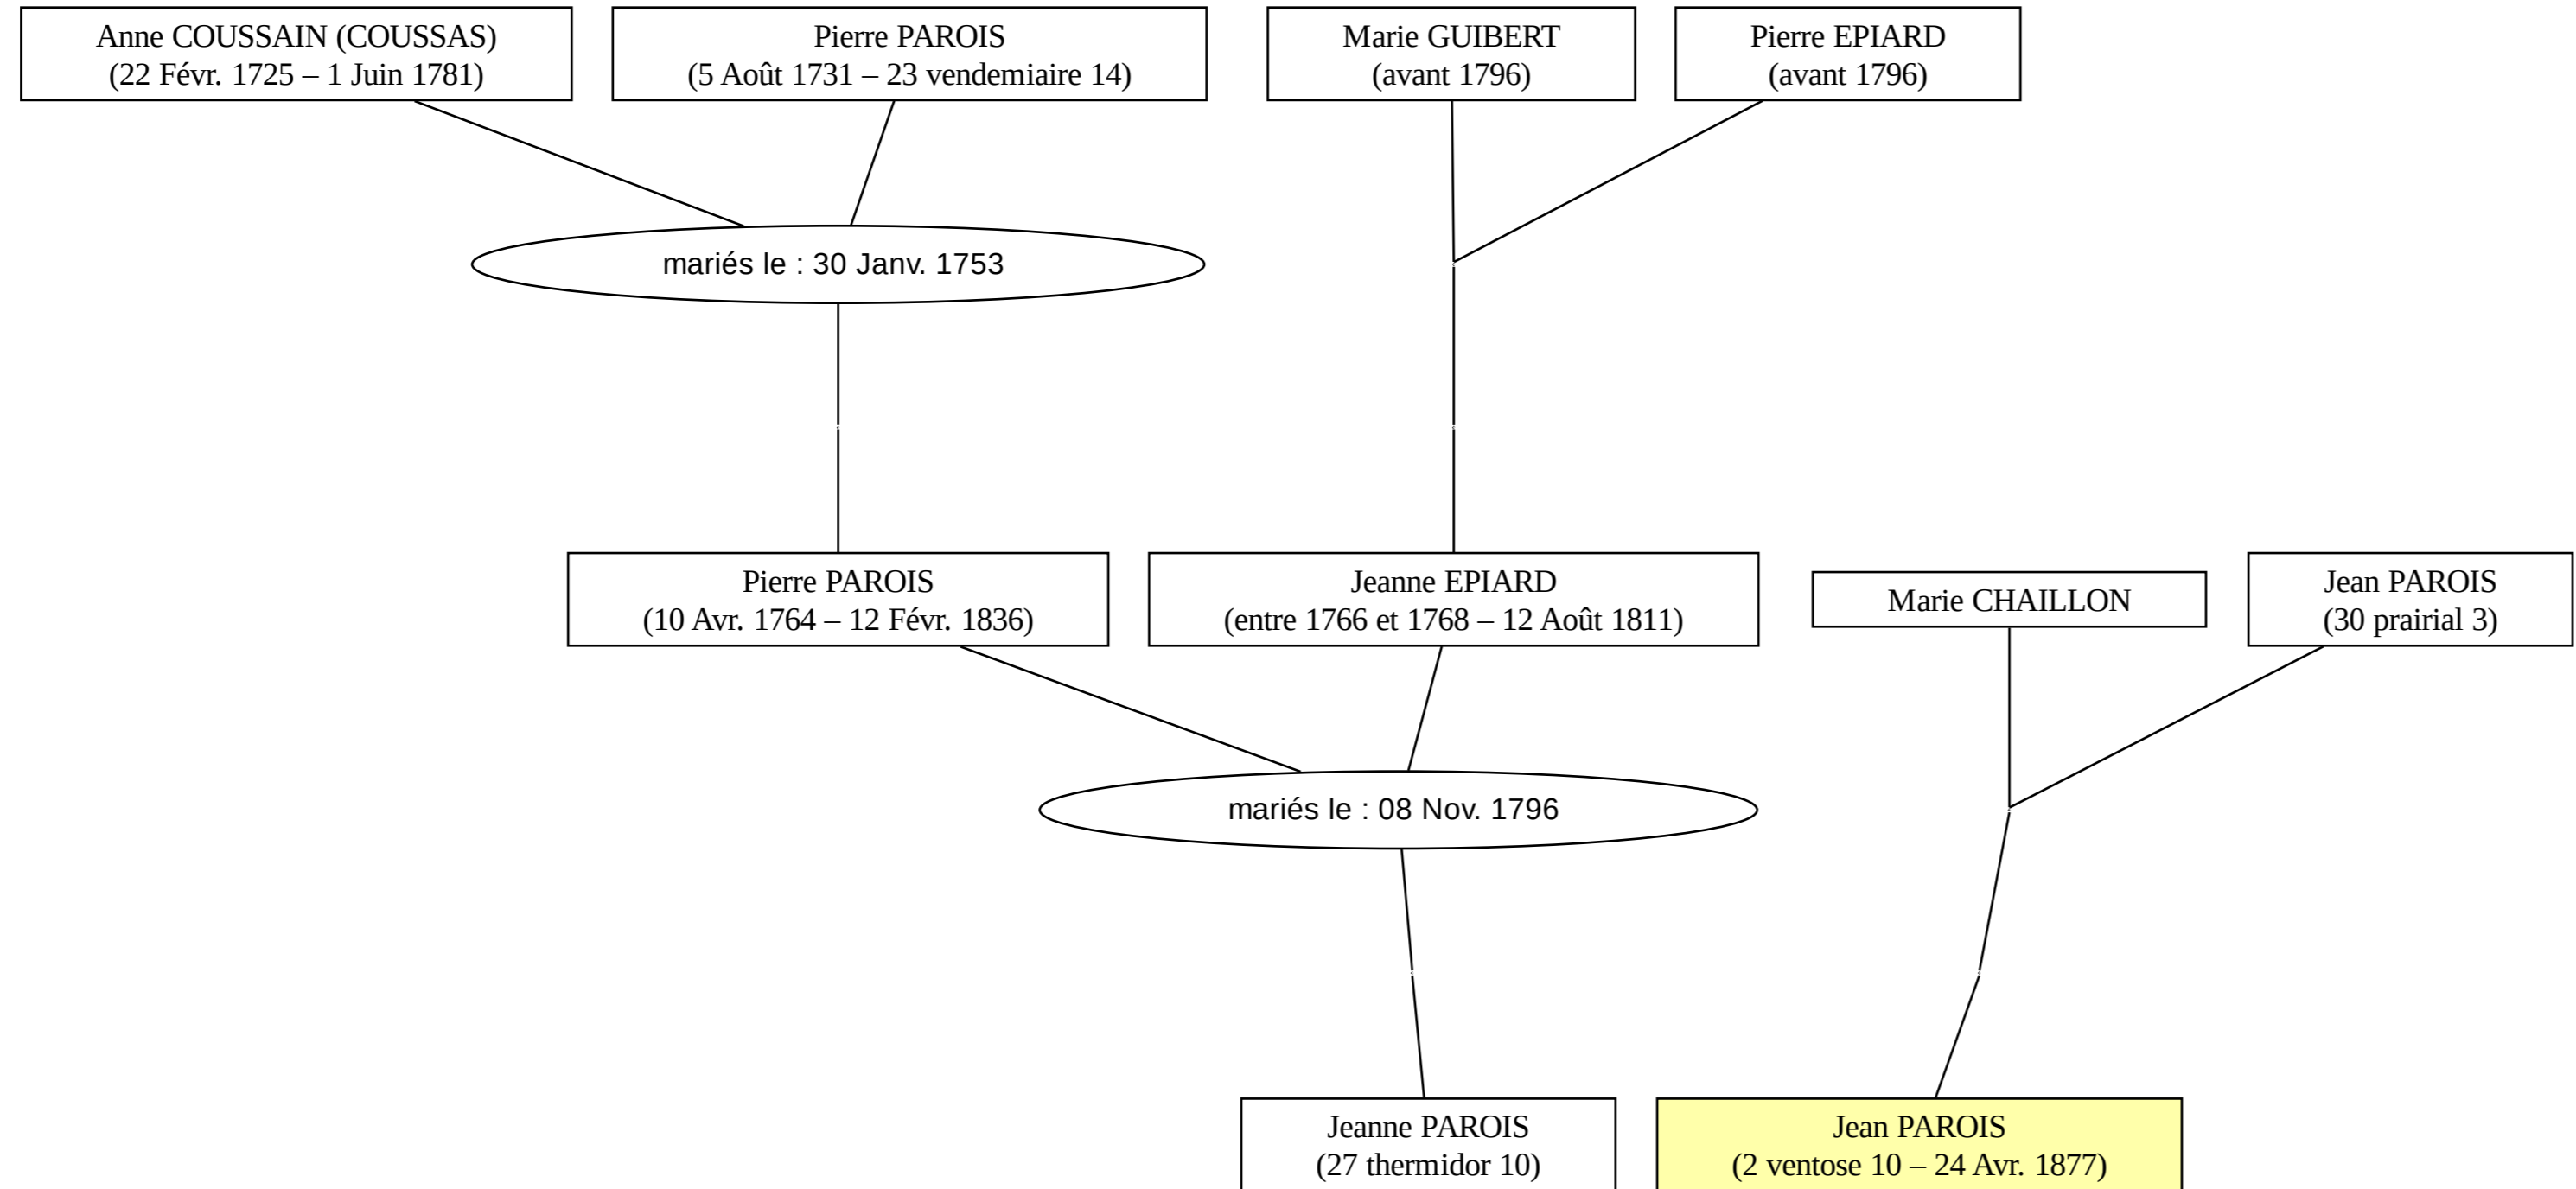 Anne COUSSAIN (COUSSAS)
(22 Févr. 1725 – 1 Juin 1781)
Pierre PAROIS
(5 Août 1731 – 23 vendemiaire 14)
Marie GUIBERT
(avant 1796)
Pierre EPIARD
(avant 1796)
mariés le : 30 Janv. 1753
Pierre PAROIS
(10 Avr. 1764 – 12 Févr. 1836)
Jeanne EPIARD
(entre 1766 et 1768 – 12 Août 1811)
Marie CHAILLON
Jean PAROIS
(30 prairial 3)
mariés le : 08 Nov. 1796
Jeanne PAROIS
(27 thermidor 10)
Jean PAROIS
(2 ventose 10 – 24 Avr. 1877)